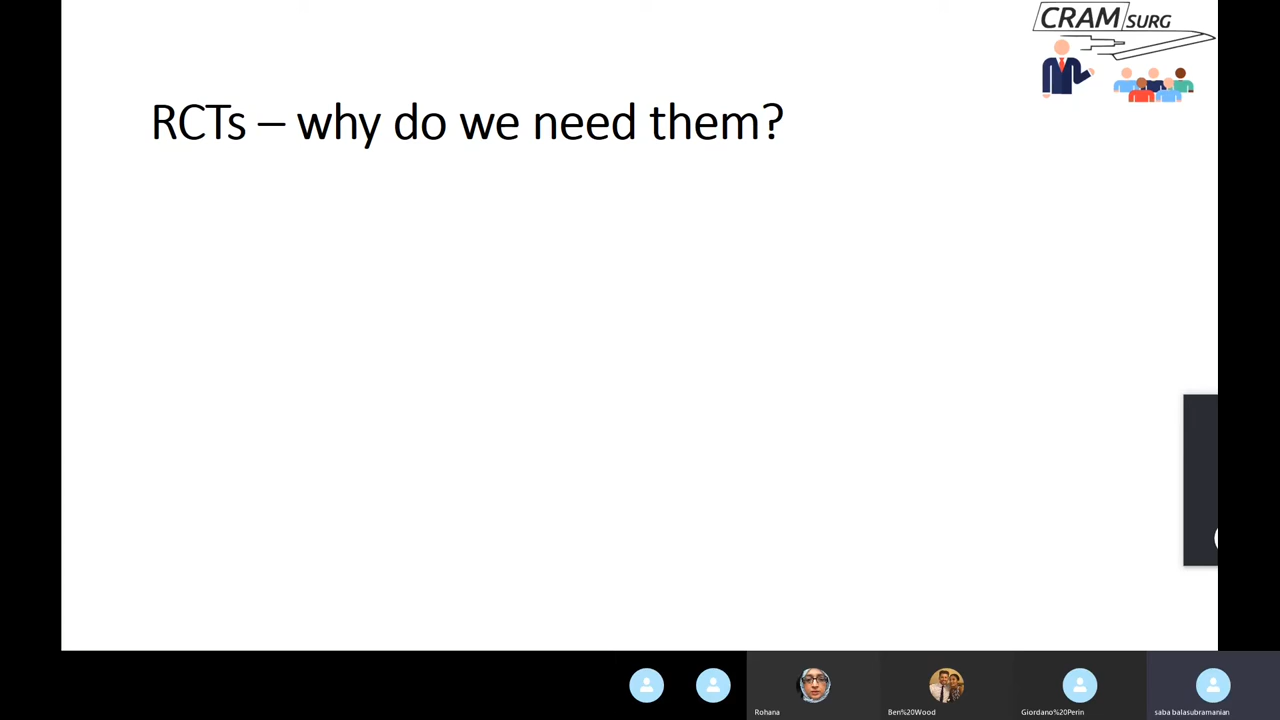 CRAM SURG
RCTs – why do we need them?
Rohana
Ben%20Wood
Giordano%20Perin
saba balasubramanian